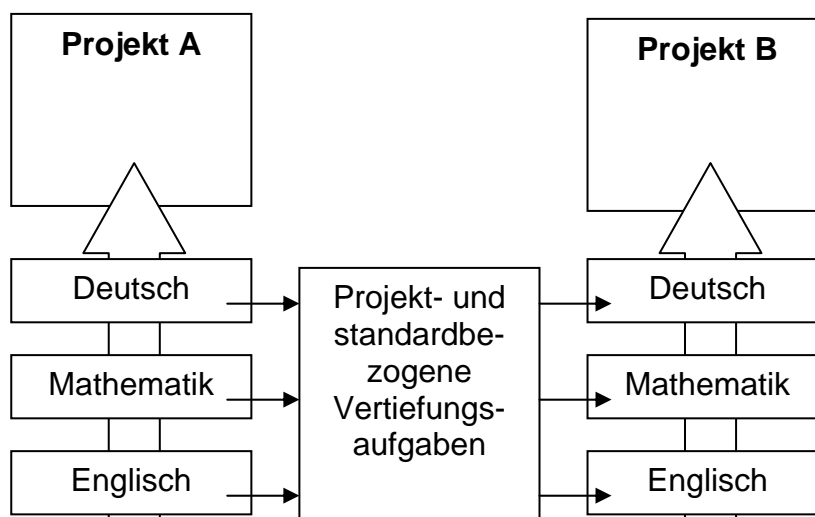 Projekt A
Projekt B
Deutsch
Mathematik
Englisch
Projekt- und
standardbe-
zogene
Vertiefungs-
aufgaben
Deutsch
Mathematik
Englisch